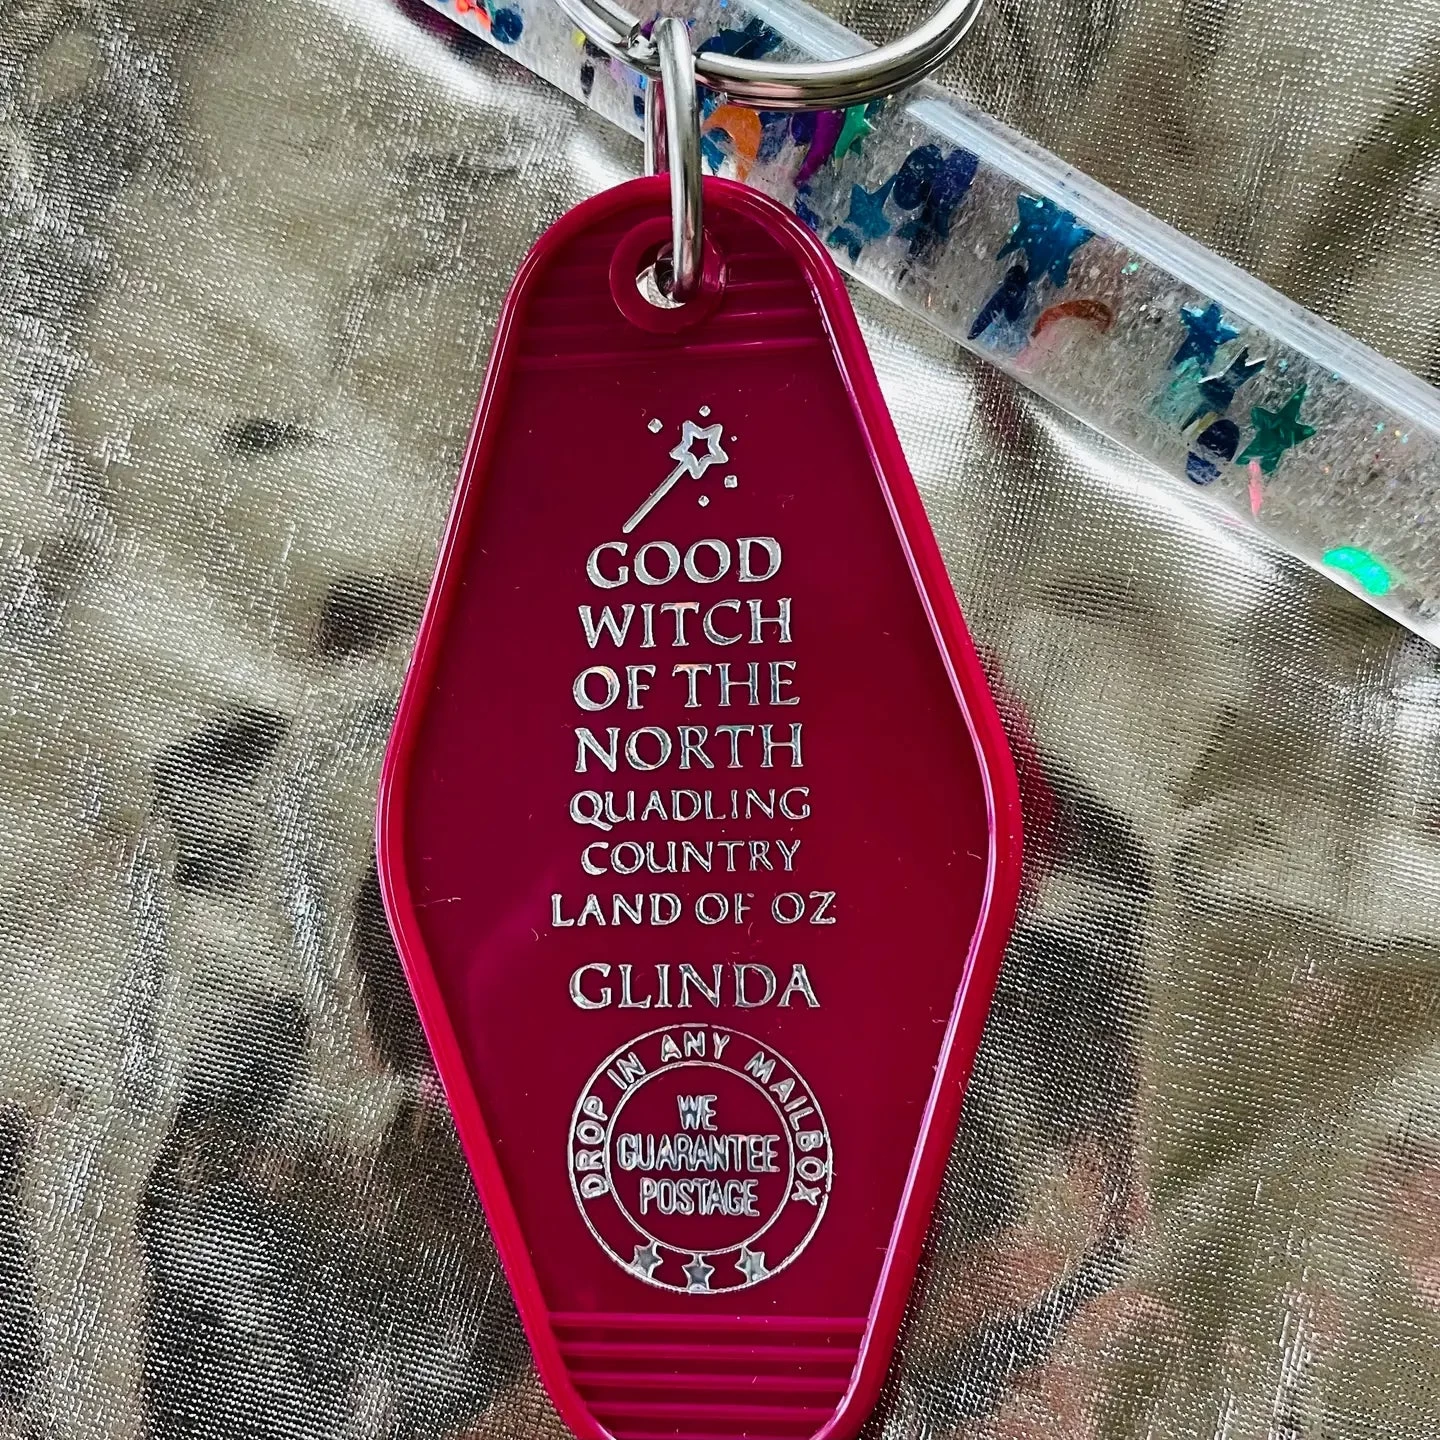 GOOD
WITCH
OF THE
NORTH
QUADLING
COUNTRY
LAND OF OZ
GLINDA
DROP IN ANY MAILBOX
WE
GUARANTEE
POSTAGE